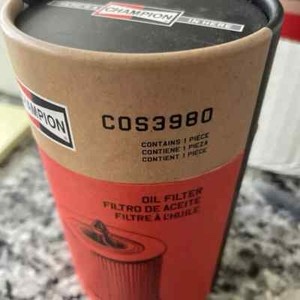 CHAMPION
INSIDE
CHAMPION
COS3980
CONTAINS 1 PIECE
CONTIENE 1 PIEZA
CONTIENT 1 PIÈCE
OIL FILTER
FILTRO DE ACEITE
FILTRE À L'HUILE